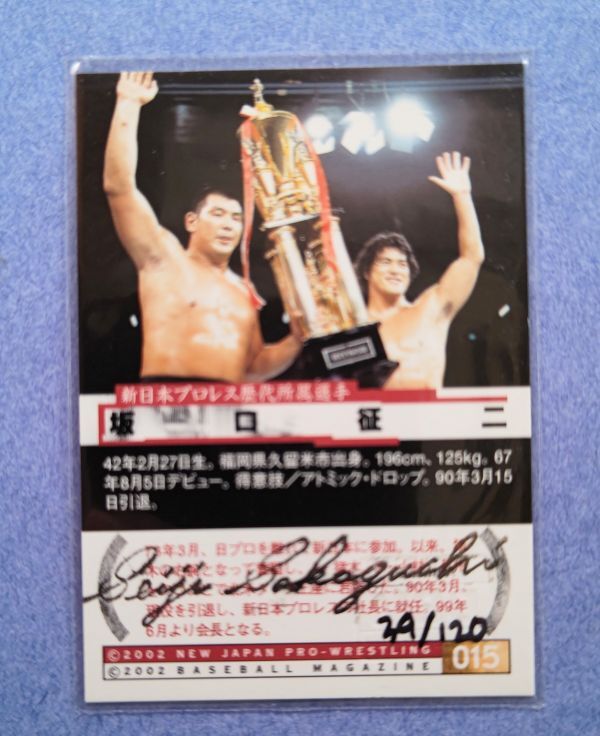 新日本プロレス歴代所属選手
坂口征二
42年2月27日生。福岡県久留米市出身。196cm、125kg。67
年8月5日デビュー。得意技/アトミック・ドロップ。90年3月15
日引退。
年3月、日プロを 新日本に参加。以来、
Seiji Sakaguchi
90年3月、
現役を引退し、新日本プロレス 社長に就任。99年
6月より会長となる。
29/120
©2002 NEW JAPAN PRO-WRESTLING
©2002 BASEBALL MAGAZINE
015